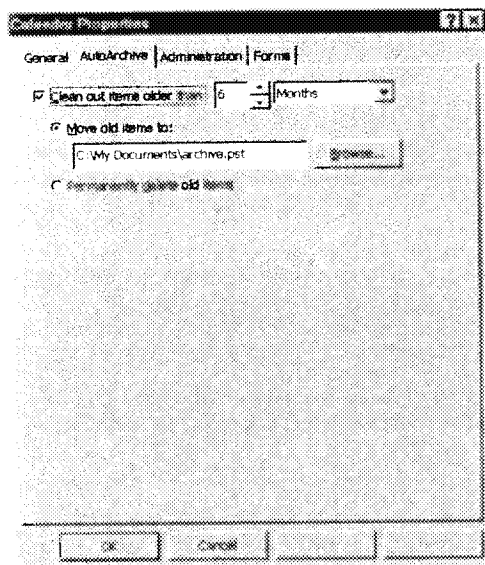 Calendar Properties
General AutoArchive Administration Forms
Clean out items older than 6 Months
Move old items to:
C:\My Documents\archive.pst Browse...
Permanently delete old items
OK Cancel